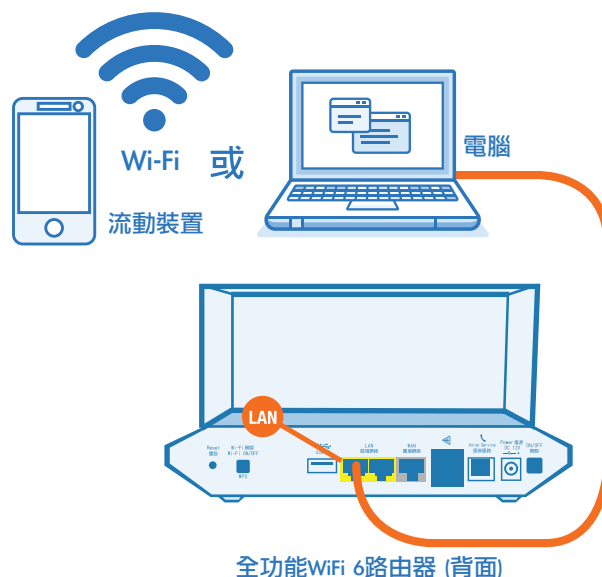 Wi-Fi 或
流動裝置
電腦
LAN
Reset
重設
Wi-Fi 開關
Wi-Fi ON/OFF
WPS
LAN
區域網絡
WAN
廣域網絡
Voice Service
話音服務
Power 電源
DC 12V
ON/OFF
開關
全功能WiFi 6路由器 (背面)